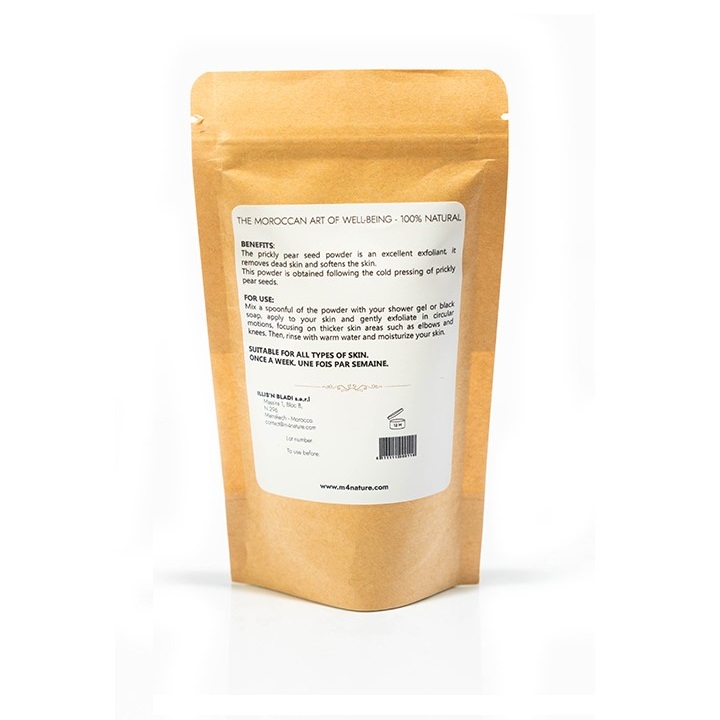 THE MOROCCAN ART OF WELL-BEING - 100% NATURAL
BENEFITS:
The prickly pear seed powder is an excellent exfoliant, it
removes dead skin and softens the skin.
This powder is obtained following the cold pressing of prickly
pear seeds.
FOR USE:
Mix a spoonful of the powder with your shower gel or black
soap, apply to your skin and gently exfoliate in circular
motions, focusing on thicker skin areas such as elbows and
knees. Then, rinse with warm water and moisturize your skin.
SUITABLE FOR ALL TYPES OF SKIN.
ONCE A WEEK. UNE FOIS PAR SEMAINE.
ILLIS'N BLADI s.a.r.l
1, Bloc B,
N 296
Marrakech - Morocco
contact@m4nature.com
12 M
Lot number
To use before:
www.m4nature.com